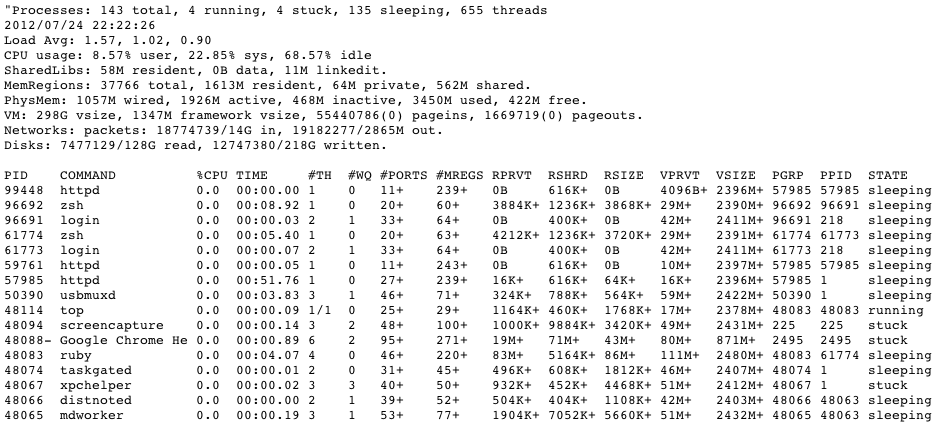 "Processes: 143 total, 4 running, 4 stuck, 135 sleeping, 655 threads
2012/07/24 22:22:26
Load Avg: 1.57, 1.02, 0.90
CPU usage: 8.57% user, 22.85% sys, 68.57% idle
SharedLibs: 58M resident, 0B data, 11M linkedit.
MemRegions: 37766 total, 1613M resident, 64M private, 562M shared.
PhysMem: 1057M wired, 1926M active, 468M inactive, 3450M used, 422M free.
VM: 298G vsize, 1347M framework vsize, 55440786(0) pageins, 1669719(0) pageouts.
Networks: packets: 18774739/14G in, 19182277/2865M out.
Disks: 7477129/128G read, 12747380/218G written.
PID COMMAND %CPU TIME #TH #WQ #PORTS #MREGS RPRVT RSHRD RSIZE VPRVT VSIZE PGRP PPID STATE
99448 httpd 0.0 00:00.00 1 0 11+ 239+ 0B 616K+ 0B 4096B+ 2396M+ 57985 57985 sleeping
96692 zsh 0.0 00:08.92 1 0 20+ 60+ 3884K+ 1236K+ 3868K+ 29M+ 2390M+ 96692 96691 sleeping
96691 login 0.0 00:00.03 2 1 33+ 64+ 0B 400K+ 0B 42M+ 2411M+ 96691 218 sleeping
61774 zsh 0.0 00:05.40 1 0 20+ 63+ 4212K+ 1236K+ 3720K+ 29M+ 2391M+ 61774 61773 sleeping
61773 login 0.0 00:00.07 2 1 33+ 64+ 0B 400K+ 0B 42M+ 2411M+ 61773 218 sleeping
59761 httpd 0.0 00:00.05 1 0 11+ 243+ 0B 616K+ 0B 10M+ 2397M+ 57985 57985 sleeping
57985 httpd 0.0 00:51.76 1 0 27+ 239+ 16K+ 616K+ 64K+ 16K+ 2396M+ 57985 1 sleeping
50390 usbmuxd 0.0 00:03.83 3 1 46+ 71+ 324K+ 788K+ 564K+ 59M+ 2422M+ 50390 1 sleeping
48114 top 0.0 00:00.09 1/1 0 25+ 29+ 1164K+ 460K+ 1768K+ 17M+ 2378M+ 48083 48083 running
48094 screencapture 0.0 00:00.14 3 2 48+ 100+ 1000K+ 9884K+ 3420K+ 49M+ 2431M+ 225 225 stuck
48088- Google Chrome He 0.0 00:00.89 6 2 95+ 271+ 19M+ 71M+ 43M+ 80M+ 871M+ 2495 2495 stuck
48083 ruby 0.0 00:04.07 4 0 46+ 220+ 83M+ 5164K+ 86M+ 111M+ 2480M+ 48083 61774 sleeping
48074 taskgated 0.0 00:00.01 2 0 31+ 45+ 496K+ 608K+ 1812K+ 46M+ 2407M+ 48074 1 sleeping
48067 xpchelper 0.0 00:00.02 3 3 40+ 50+ 932K+ 452K+ 4468K+ 51M+ 2412M+ 48067 1 stuck
48066 distnoted 0.0 00:00.00 2 1 39+ 52+ 504K+ 404K+ 1108K+ 42M+ 2403M+ 48066 48063 sleeping
48065 mdworker 0.0 00:00.19 3 1 53+ 77+ 1904K+ 7052K+ 5660K+ 51M+ 2432M+ 48065 48063 sleeping